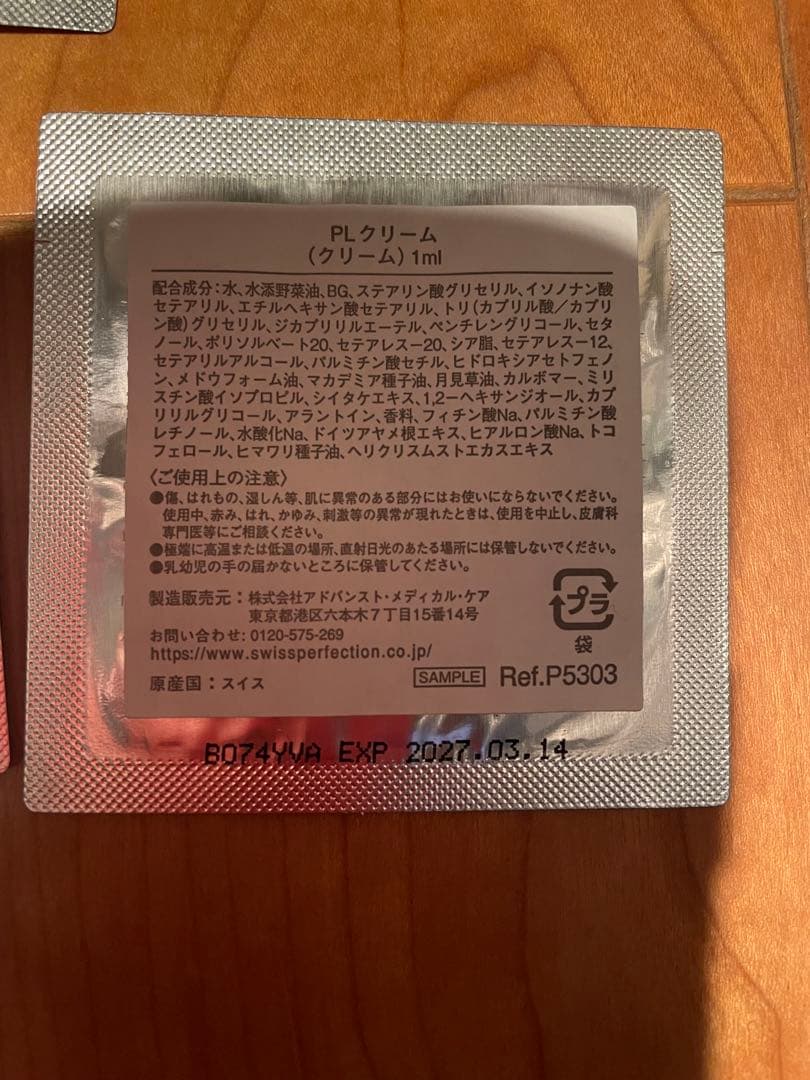 PLクリーム
(クリーム)1ml
配合成分:水、水添野菜油、BG、ステアリン酸グリセリル、イソノナン酸
セテアリル、エチルヘキサン酸セテアリル、トリ(カプリル酸/カプリ
ン酸)グリセリル、ジカプリリルエーテル、ペンチレングリコール、セタ
ノール、ポリソルベート20、セテアレス-20、シア脂、セテアレス-12、
セテアリルアルコール、パルミチン酸セチル、ヒドロキシアセトフェノ
ン、メドウフォーム油、マカデミア種子油、月見草油、カルボマー、ミリ
スチン酸イソプロピル、シイタケエキス、1,2-ヘキサンジオール、カプ
リリルグリコール、アラントイン、香料、フィチン酸Na、パルミチン酸
レチノール、水酸化Na、ドイツアヤメ根エキス、ヒアルロン酸Na、トコ
フェロール、ヒマワリ種子油、ヘリクリスムストエカスエキス
〈ご使用上の注意〉
●傷、はれもの、湿しん等、肌に異常のある部分にはお使いにならないでください。
使用中、赤み、はれ、かゆみ、刺激等の異常が現れたときは、使用を中止し、皮膚科
専門医等にご相談ください。
●極端に高温または低温の場所、直射日光のあたる場所には保管しないでください。
●乳幼児の手の届かないところに保管してください。
製造販売元:株式会社アドバンスト・メディカル・ケア
東京都港区六本木7丁目15番14号
お問い合わせ:0120-575-269
https://www.swissperfection.co.jp/
プラ
袋
原産国:スイス
SAMPLE Ref.P5303
B074YVA EXP 2027.03.14